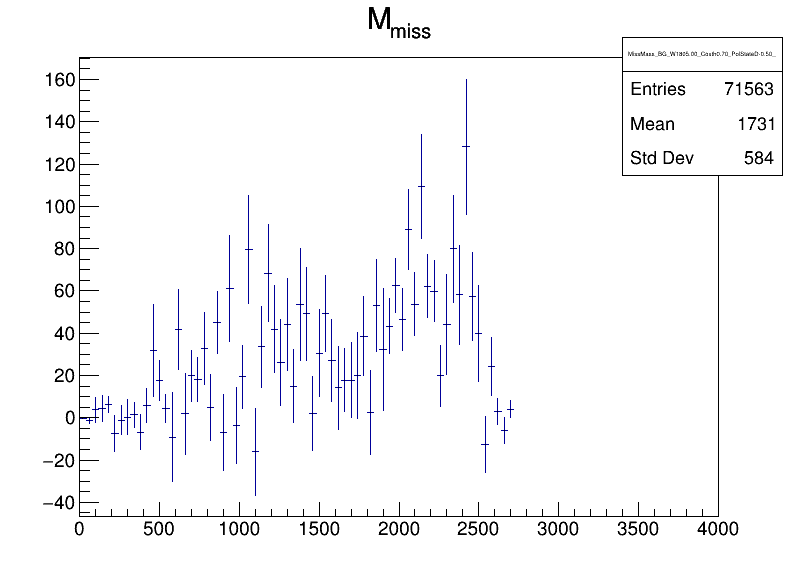 M_miss
MissMass_BG_W1805.00_Costh0.70_PolStateD-0.50_
Entries 71563
Mean 1731
Std Dev 584
160
140
120
100
80
60
40
20
0
−20
−40
0 500 1000 1500 2000 2500 3000 3500 4000